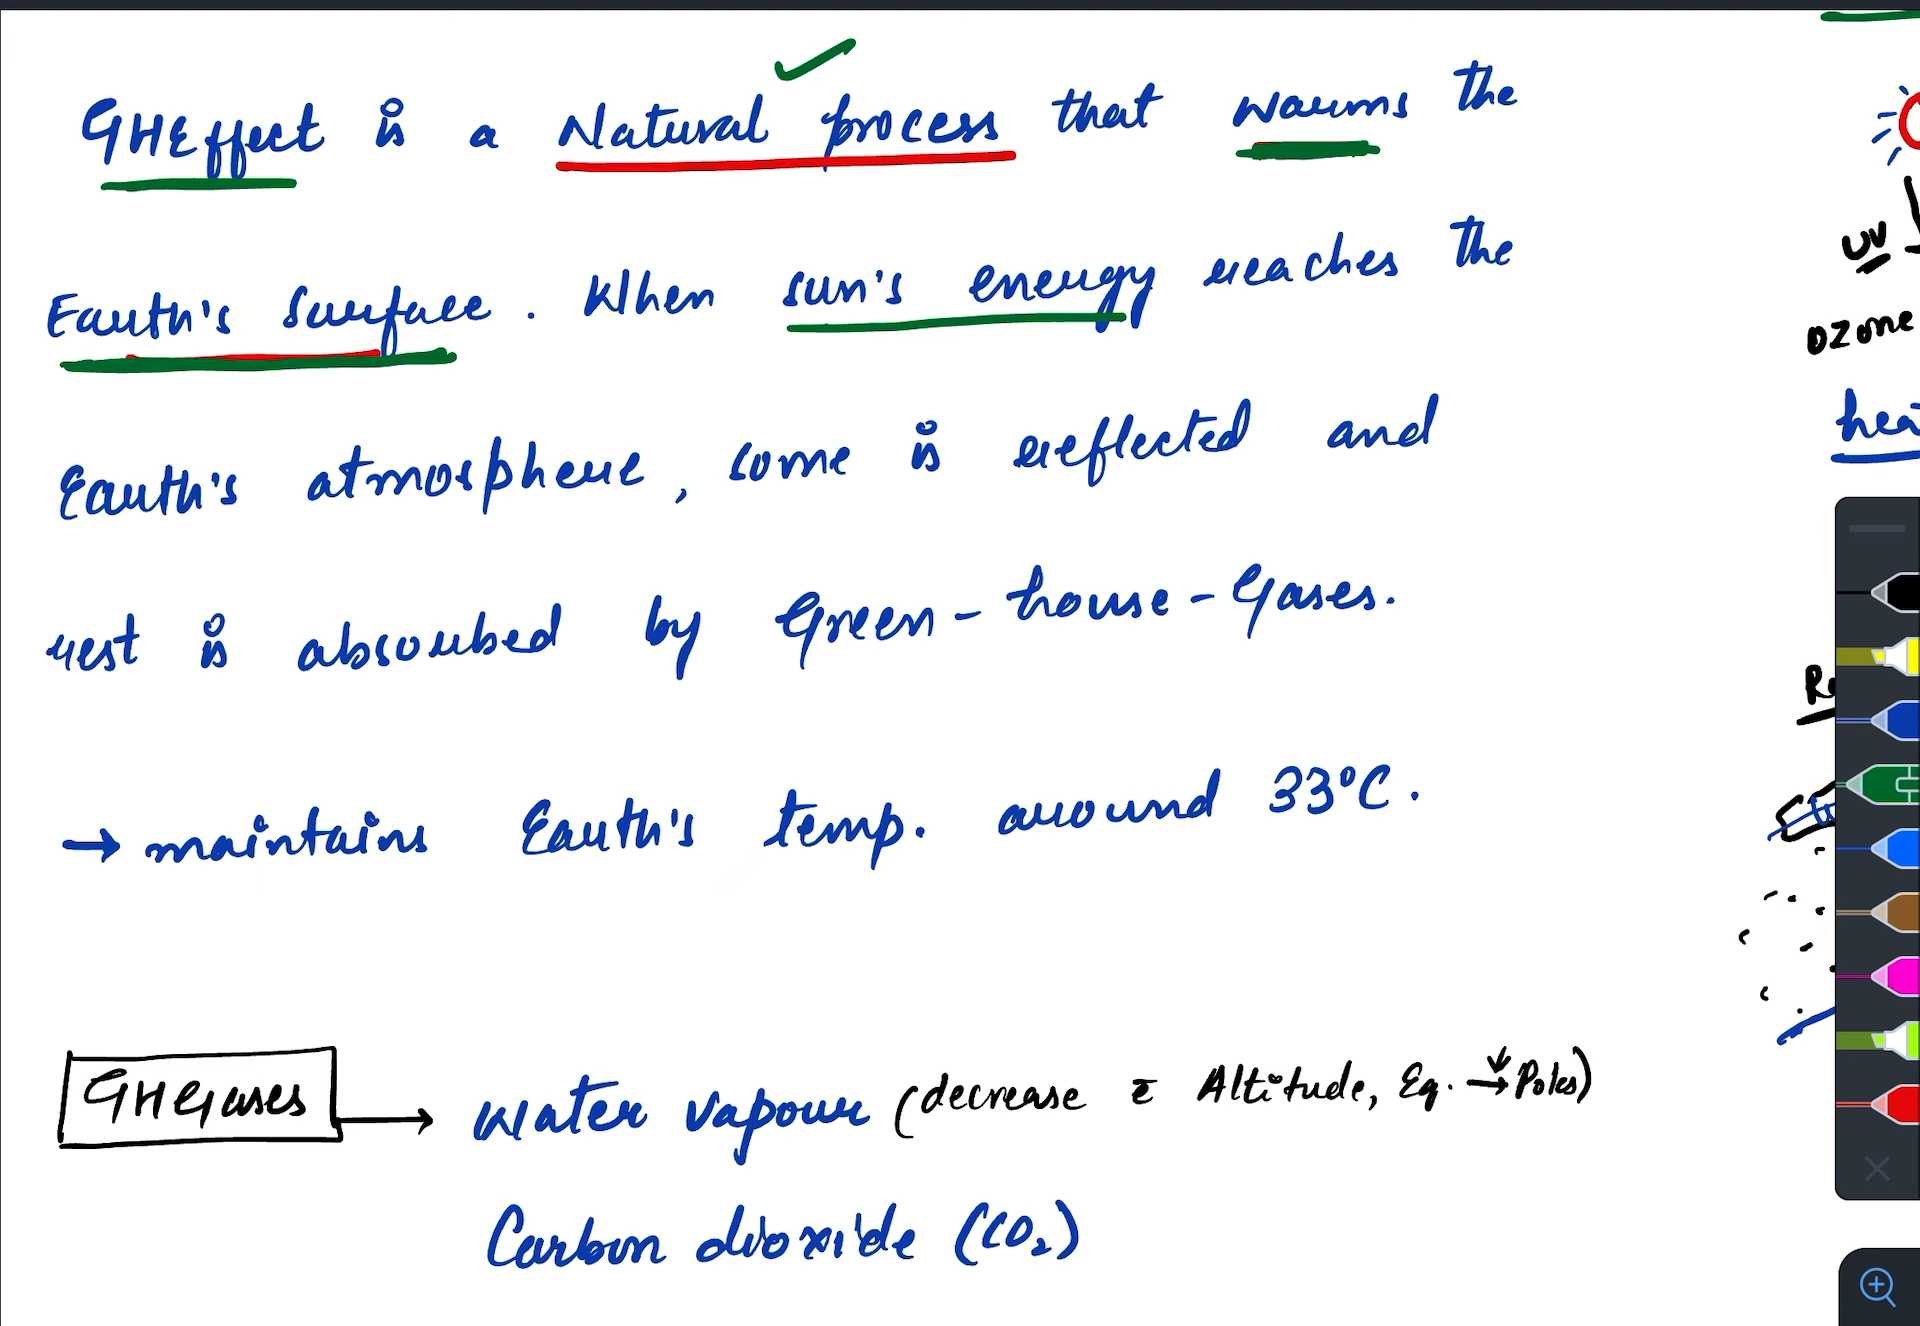 GHEffect is a Natural process that warms the
Earth's Surface. When sun's energy reaches the
Earth's atmosphere, some is reflected and
rest is absorbed by Green-house-Gases.
→ maintains Earth's temp. around 33°C.
GHGases → Water vapour (decrease c̄ Altitude, Eq. → Poles)
Carbon dioxide (CO₂)
UV
Ozone